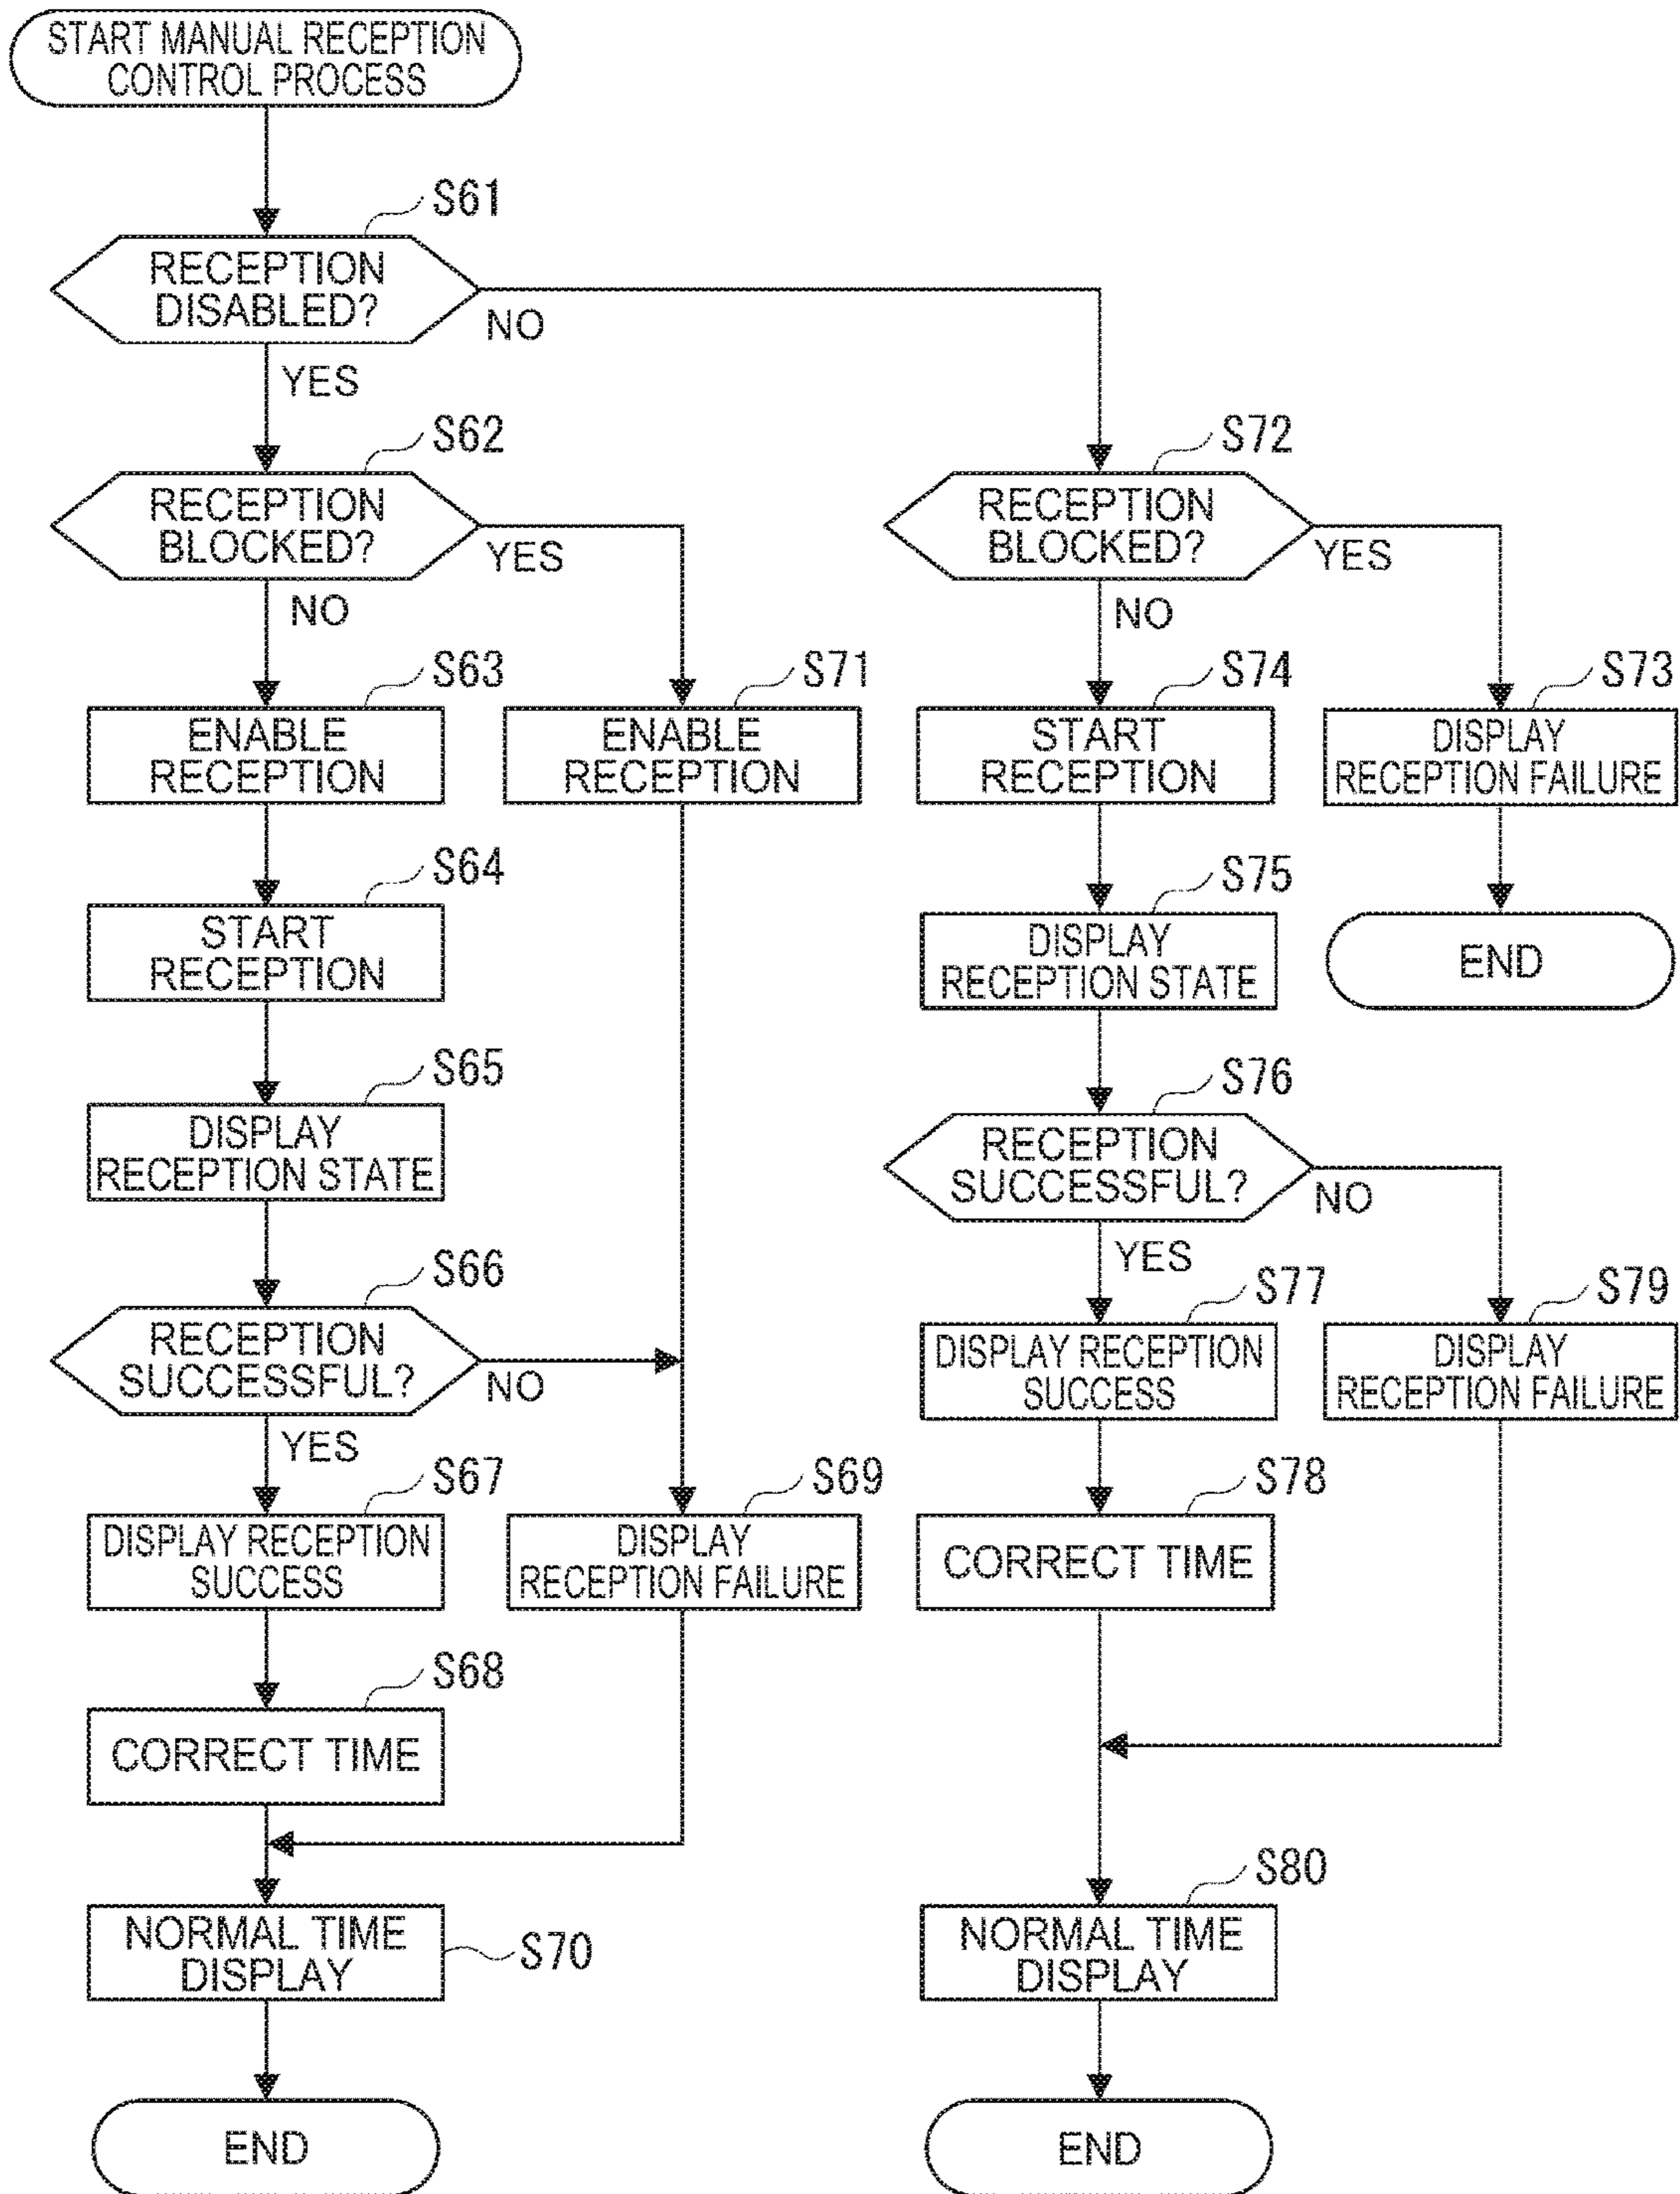 START MANUAL RECEPTION
CONTROL PROCESS
S61
RECEPTION
DISABLED?
NO
YES
S62
RECEPTION
BLOCKED?
YES
NO
S63
ENABLE
RECEPTION
S71
ENABLE
RECEPTION
S64
START
RECEPTION
S65
DISPLAY
RECEPTION STATE
S66
RECEPTION
SUCCESSFUL?
NO
YES
S67
DISPLAY RECEPTION
SUCCESS
S69
DISPLAY
RECEPTION FAILURE
S68
CORRECT TIME
NORMAL TIME
DISPLAY
S70
END
S72
RECEPTION
BLOCKED?
YES
NO
S74
START
RECEPTION
S73
DISPLAY
RECEPTION FAILURE
END
S75
DISPLAY
RECEPTION STATE
S76
RECEPTION
SUCCESSFUL?
NO
YES
S77
DISPLAY RECEPTION
SUCCESS
S79
DISPLAY
RECEPTION FAILURE
S78
CORRECT TIME
S80
NORMAL TIME
DISPLAY
END